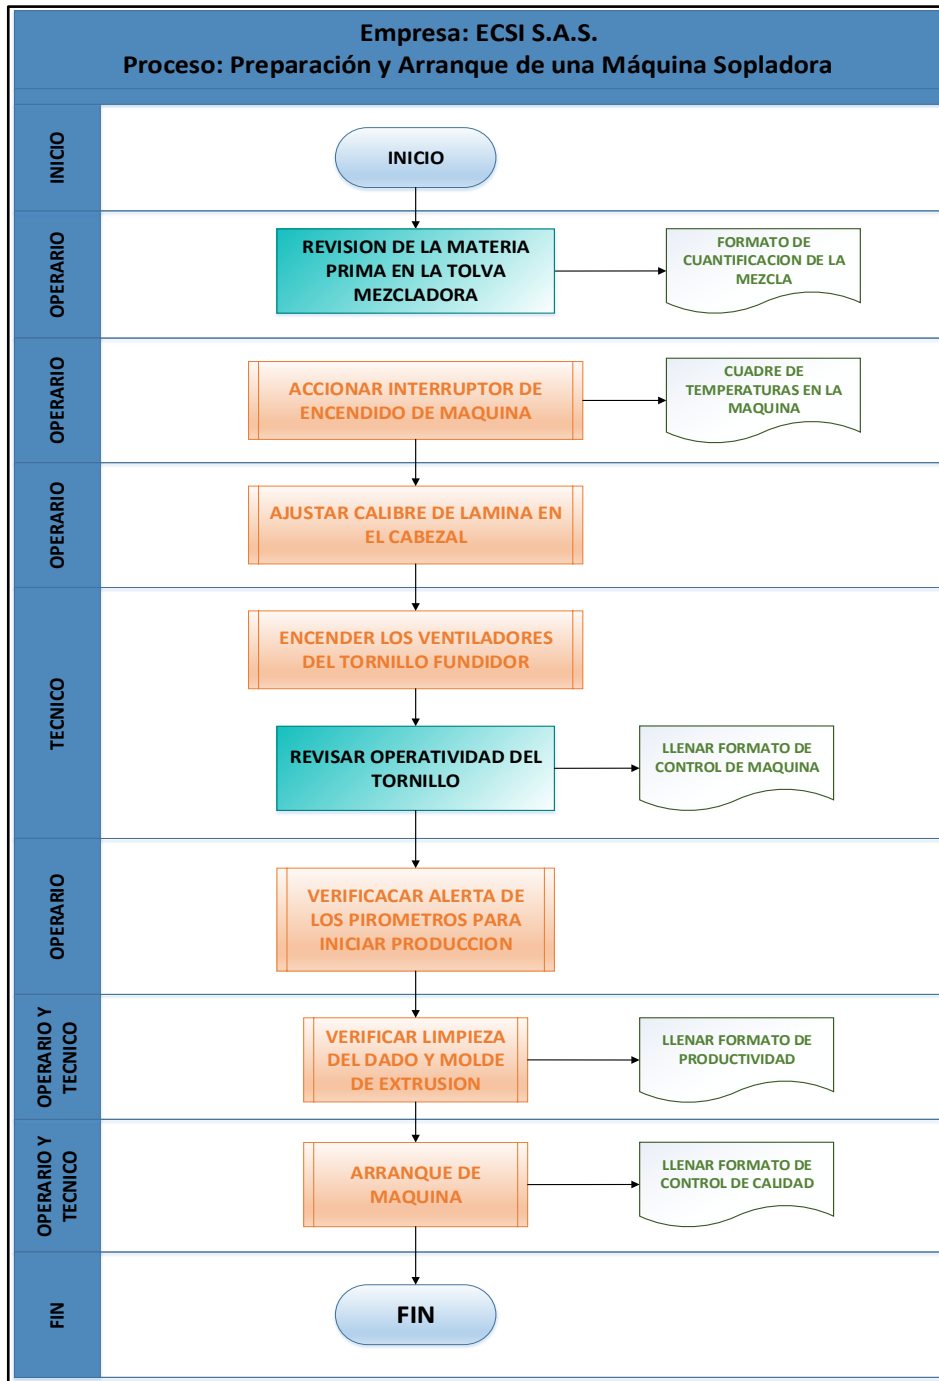 Empresa: ECSI S.A.S.
Proceso: Preparación y Arranque de una Máquina Sopladora
INICIO
INICIO
OPERARIO
REVISION DE LA MATERIA
PRIMA EN LA TOLVA
MEZCLADORA
FORMATO DE
CUANTIFICACION DE LA
MEZCLA
OPERARIO
ACCIONAR INTERRUPTOR DE
ENCENDIDO DE MAQUINA
CUADRE DE
TEMPERATURAS EN LA
MAQUINA
OPERARIO
AJUSTAR CALIBRE DE LAMINA EN
EL CABEZAL
TECNICO
ENCENDER LOS VENTILADORES
DEL TORNILLO FUNDIDOR
REVISAR OPERATIVIDAD DEL
TORNILLO
LLENAR FORMATO DE
CONTROL DE MAQUINA
OPERARIO
VERIFICACAR ALERTA DE
LOS PIROMETROS PARA
INICIAR PRODUCCION
OPERARIO Y
TECNICO
VERIFICAR LIMPIEZA
DEL DADO Y MOLDE
DE EXTRUSION
LLENAR FORMATO DE
PRODUCTIVIDAD
OPERARIO Y
TECNICO
ARRANQUE DE
MAQUINA
LLENAR FORMATO DE
CONTROL DE CALIDAD
FIN
FIN